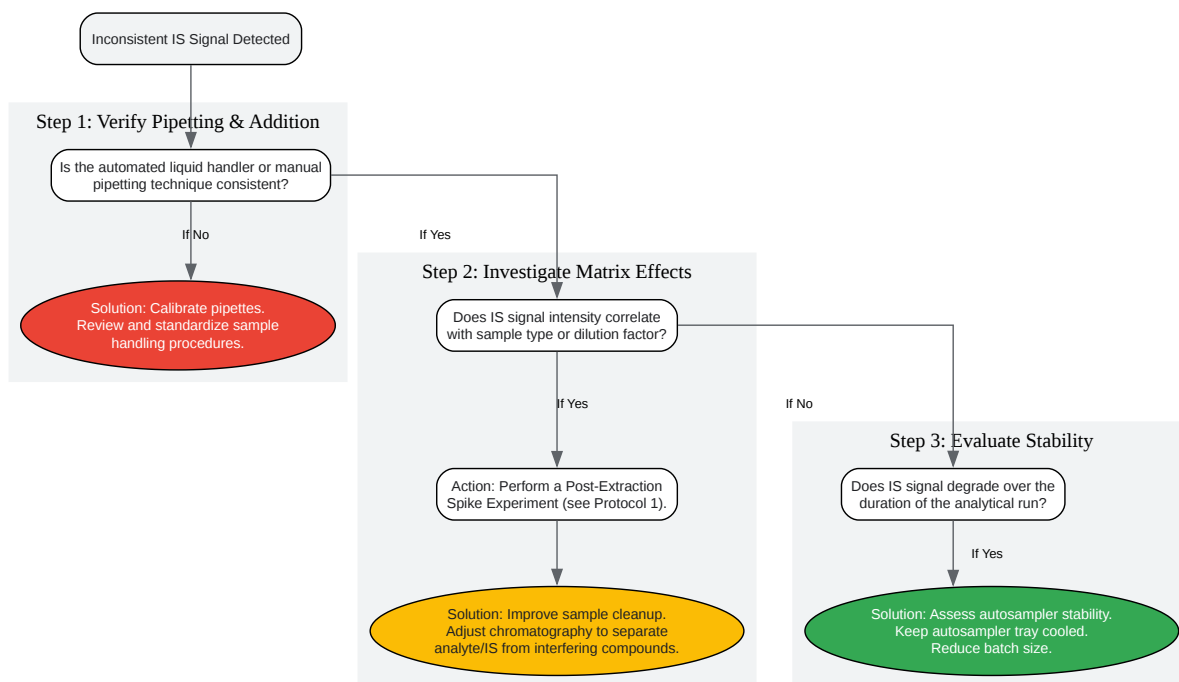 Inconsistent IS Signal Detected
Step 1: Verify Pipetting & Addition
Is the automated liquid handler or manual
pipetting technique consistent?
If No
Solution: Calibrate pipettes.
Review and standardize sample
handling procedures.
If Yes
Step 2: Investigate Matrix Effects
Does IS signal intensity correlate
with sample type or dilution factor?
If Yes
Action: Perform a Post-Extraction
Spike Experiment (see Protocol 1).
Solution: Improve sample cleanup.
Adjust chromatography to separate
analyte/IS from interfering compounds.
If No
Step 3: Evaluate Stability
Does IS signal degrade over the
duration of the analytical run?
If Yes
Solution: Assess autosampler stability.
Keep autosampler tray cooled.
Reduce batch size.